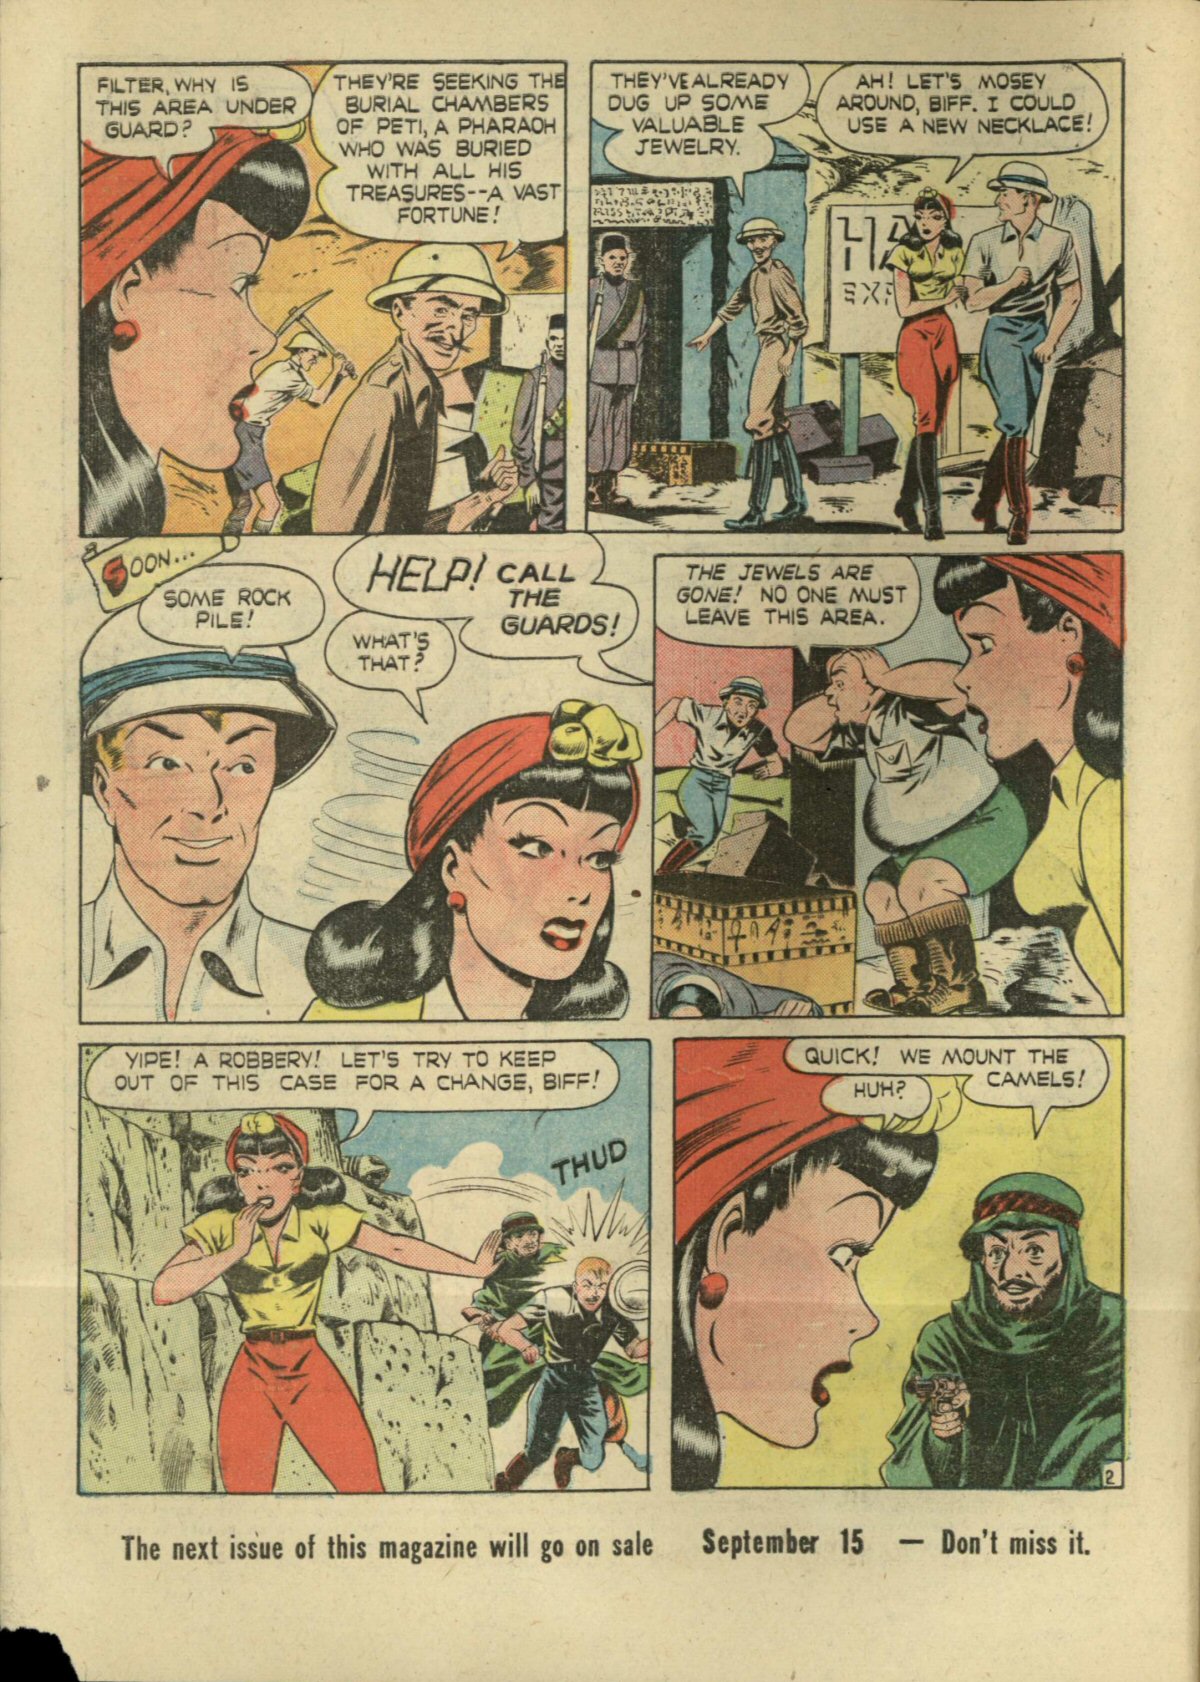 FILTER, WHY IS
THIS AREA UNDER
GUARD?
THEY'RE SEEKING THE
BURIAL CHAMBERS
OF PETI, A PHARAOH
WHO WAS BURIED
WITH ALL HIS
TREASURES--A VAST
FORTUNE!
THEY'VE ALREADY
DUG UP SOME
VALUABLE
JEWELRY.
AH! LET'S MOSEY
AROUND, BIFF. I COULD
USE A NEW NECKLACE!
HA
EXP
SOON...
SOME ROCK
PILE!
WHAT'S
THAT?
HELP! CALL
THE
GUARDS!
THE JEWELS ARE
GONE! NO ONE MUST
LEAVE THIS AREA.
YIPE! A ROBBERY! LET'S TRY TO KEEP
OUT OF THIS CASE FOR A CHANGE, BIFF!
THUD
QUICK! WE MOUNT THE
CAMELS!
HUH?
2
The next issue of this magazine will go on sale September 15 — Don't miss it.